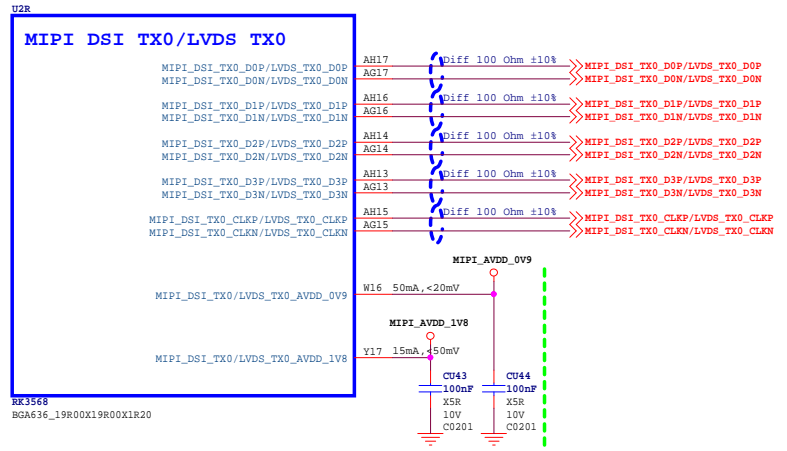 U2R
MIPI DSI TX0/LVDS TX0
MIPI_DSI_TX0_D0P/LVDS_TX0_D0P AH17 Diff 100 Ohm ±10% MIPI_DSI_TX0_D0P/LVDS_TX0_D0P
MIPI_DSI_TX0_D0N/LVDS_TX0_D0N AG17 MIPI_DSI_TX0_D0N/LVDS_TX0_D0N
MIPI_DSI_TX0_D1P/LVDS_TX0_D1P AH16 Diff 100 Ohm ±10% MIPI_DSI_TX0_D1P/LVDS_TX0_D1P
MIPI_DSI_TX0_D1N/LVDS_TX0_D1N AG16 MIPI_DSI_TX0_D1N/LVDS_TX0_D1N
MIPI_DSI_TX0_D2P/LVDS_TX0_D2P AH14 Diff 100 Ohm ±10% MIPI_DSI_TX0_D2P/LVDS_TX0_D2P
MIPI_DSI_TX0_D2N/LVDS_TX0_D2N AG14 MIPI_DSI_TX0_D2N/LVDS_TX0_D2N
MIPI_DSI_TX0_D3P/LVDS_TX0_D3P AH13 Diff 100 Ohm ±10% MIPI_DSI_TX0_D3P/LVDS_TX0_D3P
MIPI_DSI_TX0_D3N/LVDS_TX0_D3N AG13 MIPI_DSI_TX0_D3N/LVDS_TX0_D3N
MIPI_DSI_TX0_CLKP/LVDS_TX0_CLKP AH15 Diff 100 Ohm ±10% MIPI_DSI_TX0_CLKP/LVDS_TX0_CLKP
MIPI_DSI_TX0_CLKN/LVDS_TX0_CLKN AG15 MIPI_DSI_TX0_CLKN/LVDS_TX0_CLKN
MIPI_AVDD_0V9
MIPI_DSI_TX0/LVDS_TX0_AVDD_0V9 W16 50mA,<20mV
MIPI_AVDD_1V8
MIPI_DSI_TX0/LVDS_TX0_AVDD_1V8 Y17 15mA,<50mV
CU43 CU44
100nF 100nF
X5R X5R
10V 10V
C0201 C0201
RK3568
BGA636_19R00X19R00X1R20